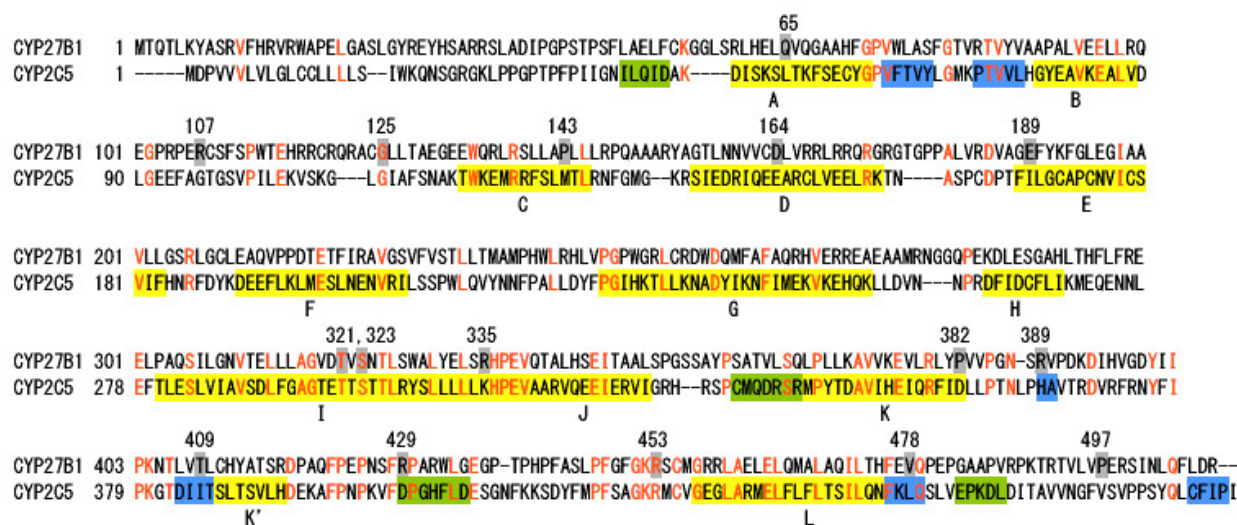 65
CYP27B1 1 MTQTLKYASRVFHRVRWAPELGASLGYREYHSARRSLADIPGPSTPSFLAELFCKGGLSRLHELQVQGAAHFGPVWLASFGTVRTVYVAAPALVEELLRQ
CYP2C5 1 -----MDPVVVLVLGLCCLLLLS-IWKQNSGRGKLPPGPTPFPIIGNILQIDAK----DISKSLTKFSECYGPVFTVYLGMKPTVVLHGYEAVKEALVD
A B
107 125 143 164 189
CYP27B1 101 EGPRPERCSFSPWTEHRRCRQRACGLLTAEGEEWQRLRSLLAPLLLRPQAAARYAGTLNNVVCDLVRRLRRQRGRGTGPPALVRDVAGEFYKFGLEGIAA
CYP2C5 90 LGEEFAGTGSVPILEKVSKG---LGIAFSNAKTWKEMRRFSLMTLRNFGMG--KRSIEDRIQEEARCLVEELRKTN----ASPCDPTFILGCAPCNVICS
C D E
CYP27B1 201 VLLGSRLGCLEAQVPPDTETFIRAVGSVFVSTLLTMAMPHWLRHLVPGPWGRLCRDWDQMFAFAQRHVERREAEAAMRNGGQPEKDLESGAHLTHFLFRE
CYP2C5 181 VIFHNRFDYKDEEFLKLMESLNENVRILSSPWLQVYNNFPALLDYFPGIHKTLLKNADYIKNFIMEKVKEHQKLLDVN---NPRDFIDCFLIKMEQENNL
F G H
321,323 335 382 389
CYP27B1 301 ELPAQSILGNVTELLLAGVDTVSNTLSWALYELSRHPEVQTALHSEITAALSPGSSAYPSATVLSQLPLLKAVVKEVLRLYPVVPGN-SRVPDKDIHVGDYII
CYP2C5 278 EFTLESLVIAVSDLFGAGTETTSTTLRYSLLLLLKHPEVAARVQEEIERVIGRH--RSPCMQDRSRMPYTDAVIHEIQRFIDLLPTNLPHAVTRDVRFRNYFI
I J K
409 429 453 478 497
CYP27B1 403 PKNTLVTLCHYATSRDPAQFPEPNSFRPARWLGEGP-TPHPFASLPFGFGKRSCMGRRLAELELQMALAQILTHFEVQPEPGAAPVRPKTRTVLVPERSINLQFLDR--
CYP2C5 379 PKGTDIITSLTSVLHDEKAFPNPKVFDPGHFLDESGNFKKSDYFMPFSAGKRMCVGEGLARMELFLFLTSILQNFKLQSLVEPKDLDITAVVNGFVSVPPSYQLCFIPI
K' L